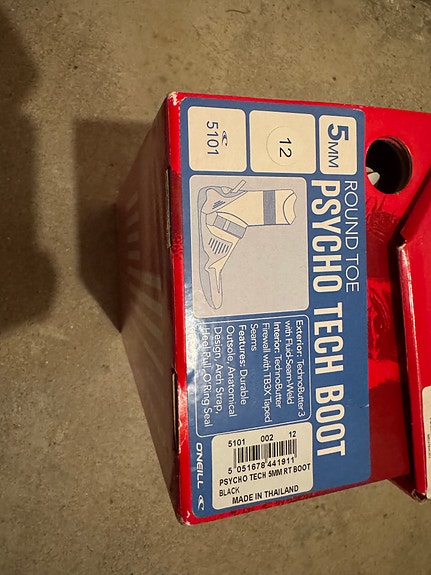 5MM
12
5101
ROUND TOE
PSYCHO TECH BOOT
Exterior: TechnoButter 3
with Fluid-Seam-Weld
Interior: TechnoButter
Firewall with TB3X Taped
Seams
Features: Durable
Outsole, Anatomical
Design, Arch Strap,
Heel Pull, O'Ring Seal
5101 002 12
5 051678 441911
PSYCHO TECH 5MM RT BOOT
BLACK
MADE IN THAILAND
ONEILL